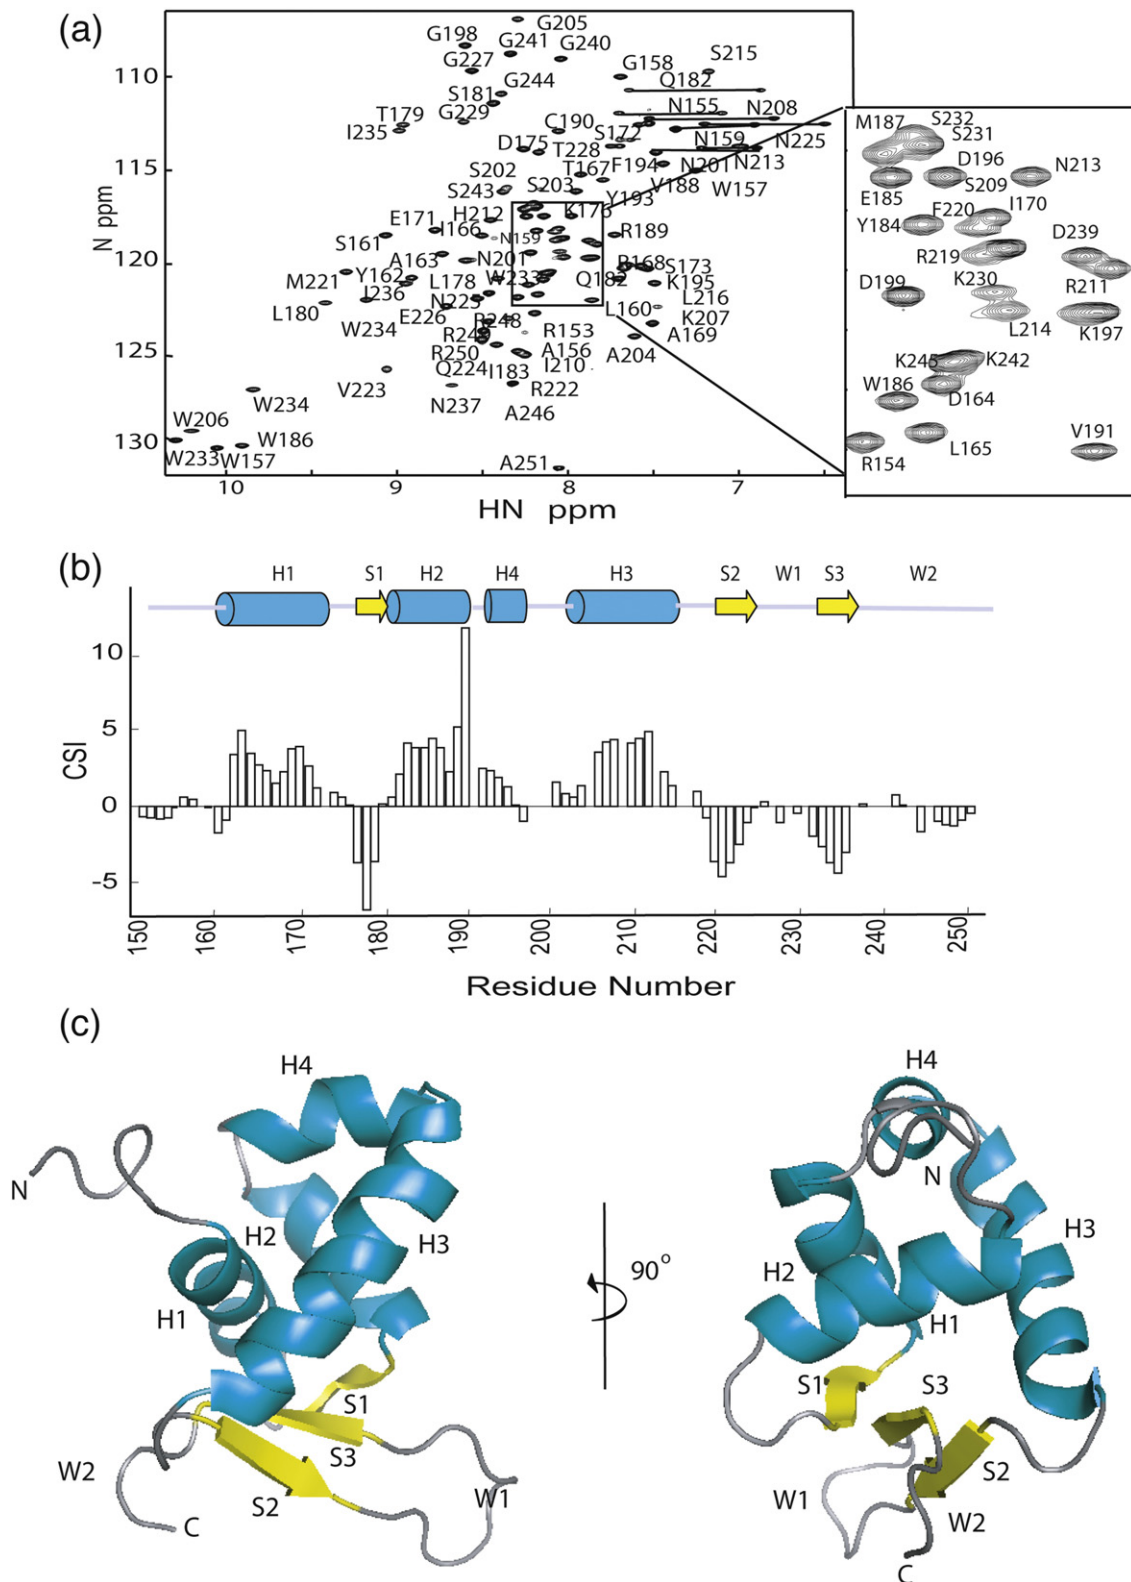 (a)
G205
G198
G241
G240
G227
S215
G158
110
Q182
G244
S181
N155
N208
G229
T179
C190
S172
I235
N159
N225
D175
T228
F194
N201
N213
115
T167
V188
W157
S202
S203
Y193
S243
H212
K176
E171
I166
R189
S161
N159
A163
N201
R168
S173
120
M221
Y162
L178
W233
Q182
K195
I236
N225
L216
L180
E226
L160
K207
W234
R248
R153
A169
R249
A156
A204
125
R250
I210
Q224
I183
R222
V223
N237
A246
W234
W206
W186
130
W233
W157
A251
N ppm
10
9
8
7
HN ppm
S232
M187
S231
D196
N213
E185
S209
F220
I170
Y184
D239
R219
K230
D199
R211
L214
K197
K245
K242
W186
D164
V191
L165
R154
(b)
H1
S1
H2
H4
H3
S2
W1
S3
W2
10
5
0
-5
CSI
150
160
170
180
190
200
210
220
230
240
250
Residue Number
(c)
H4
N
H2
H3
H1
S1
S3
W2
S2
W1
C
90°
H4
N
H3
H2
H1
S1
S3
S2
W1
W2
C